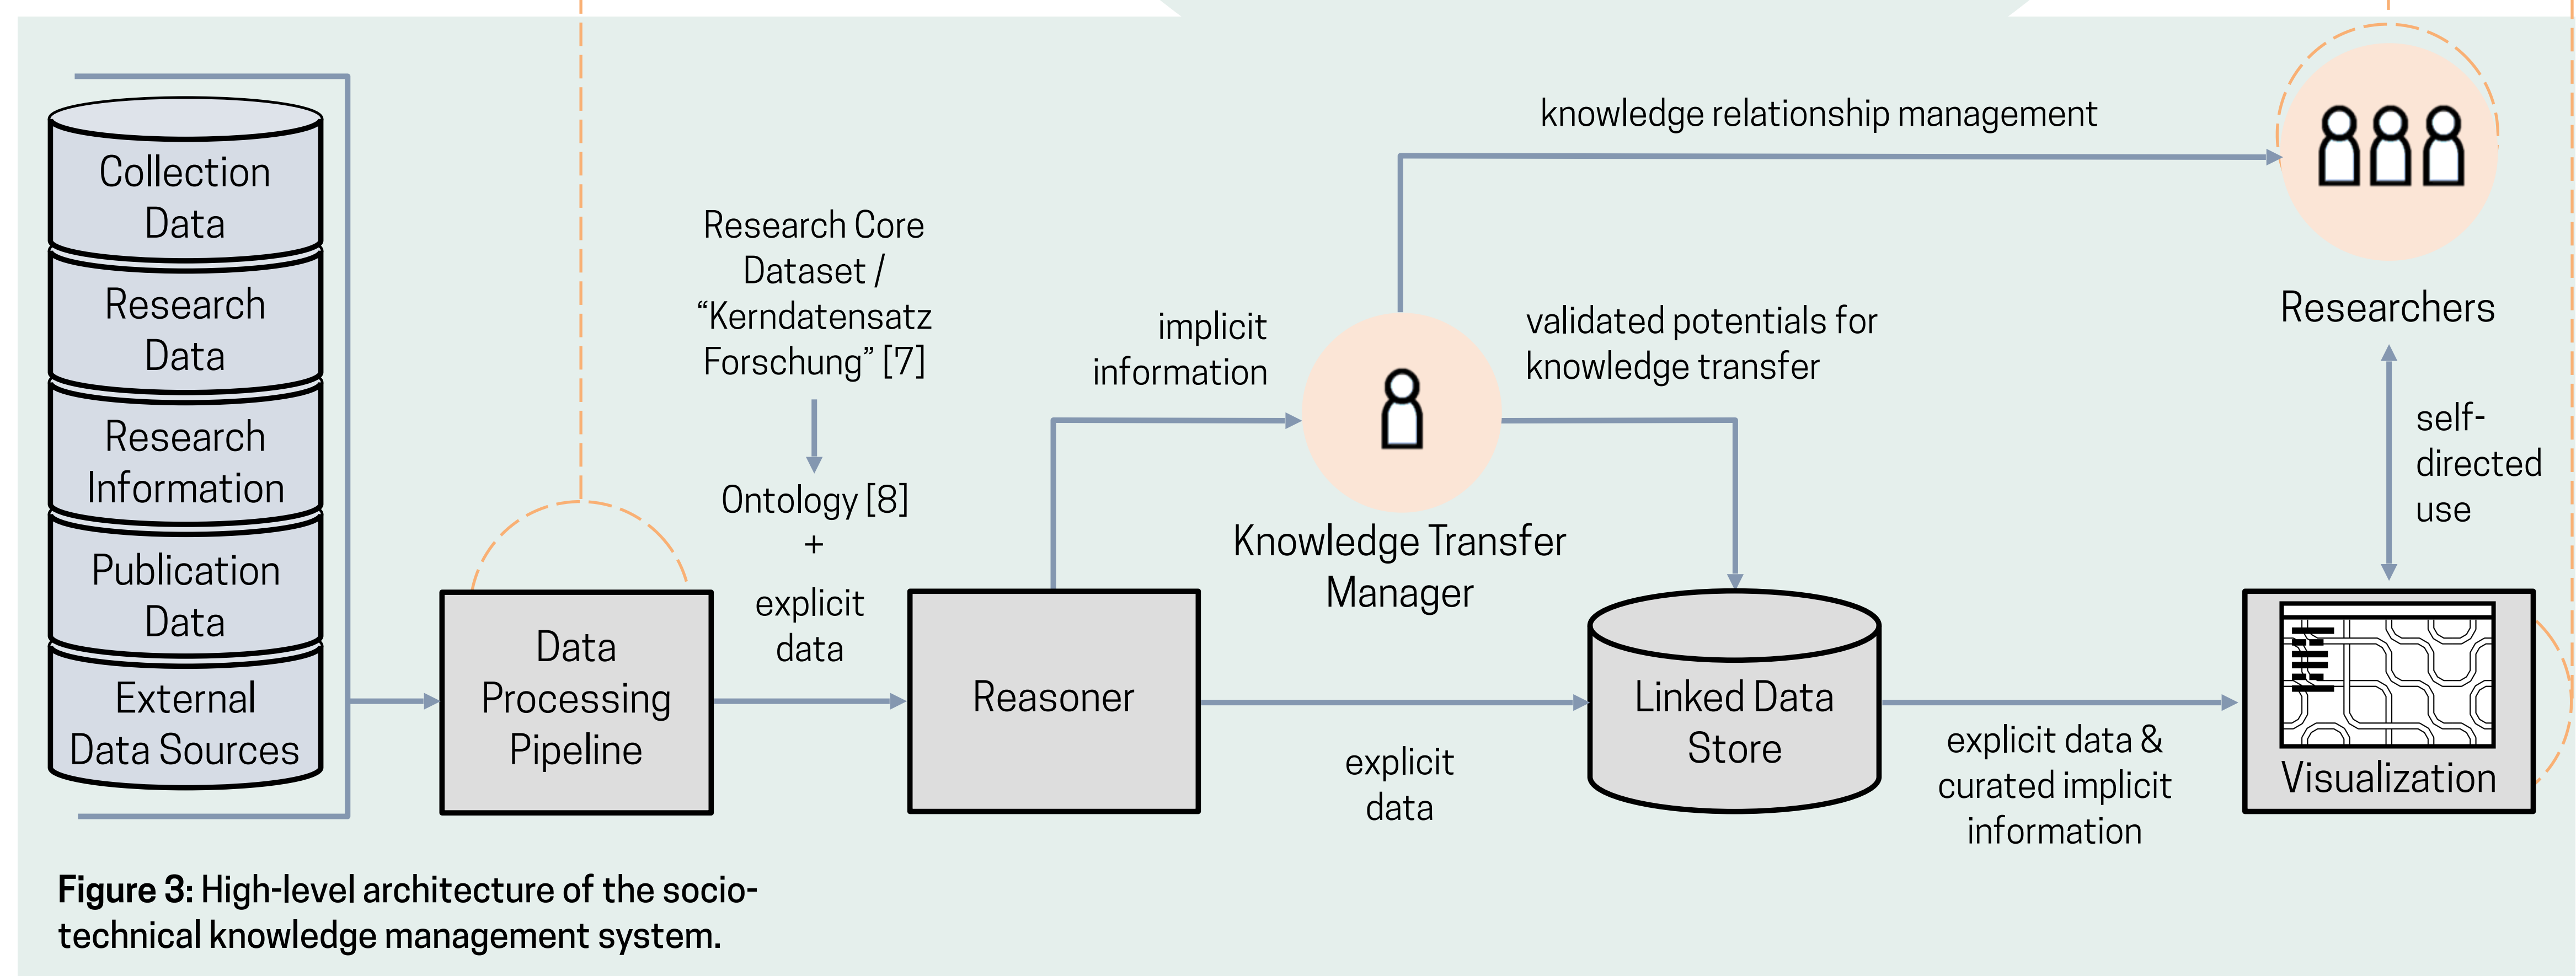 Collection
Data
Research
Data
Research
Information
Publication
Data
External
Data Sources
Data
Processing
Pipeline
Research Core
Dataset /
“Kerndatensatz
Forschung” [7]
Ontology [8]
+
explicit
data
Reasoner
implicit
information
Knowledge Transfer
Manager
knowledge relationship management
validated potentials for
knowledge transfer
explicit
data
Linked Data
Store
explicit data &
curated implicit
information
Researchers
self-
directed
use
Visualization
Figure 3: High-level architecture of the socio-
technical knowledge management system.